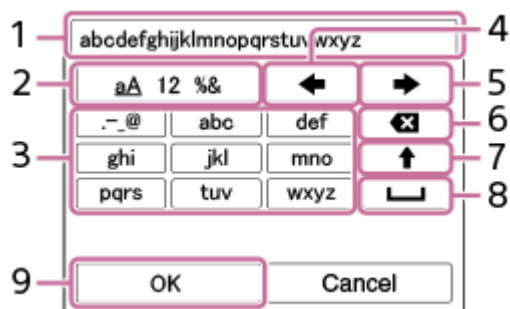 1 abcdefghijklmnopqrstuvwxyz 4
2 aA 12 %& 5
.-_@ abc def 6
3 ghi jkl mno 7
pqrs tuv wxyz 8
9 OK Cancel